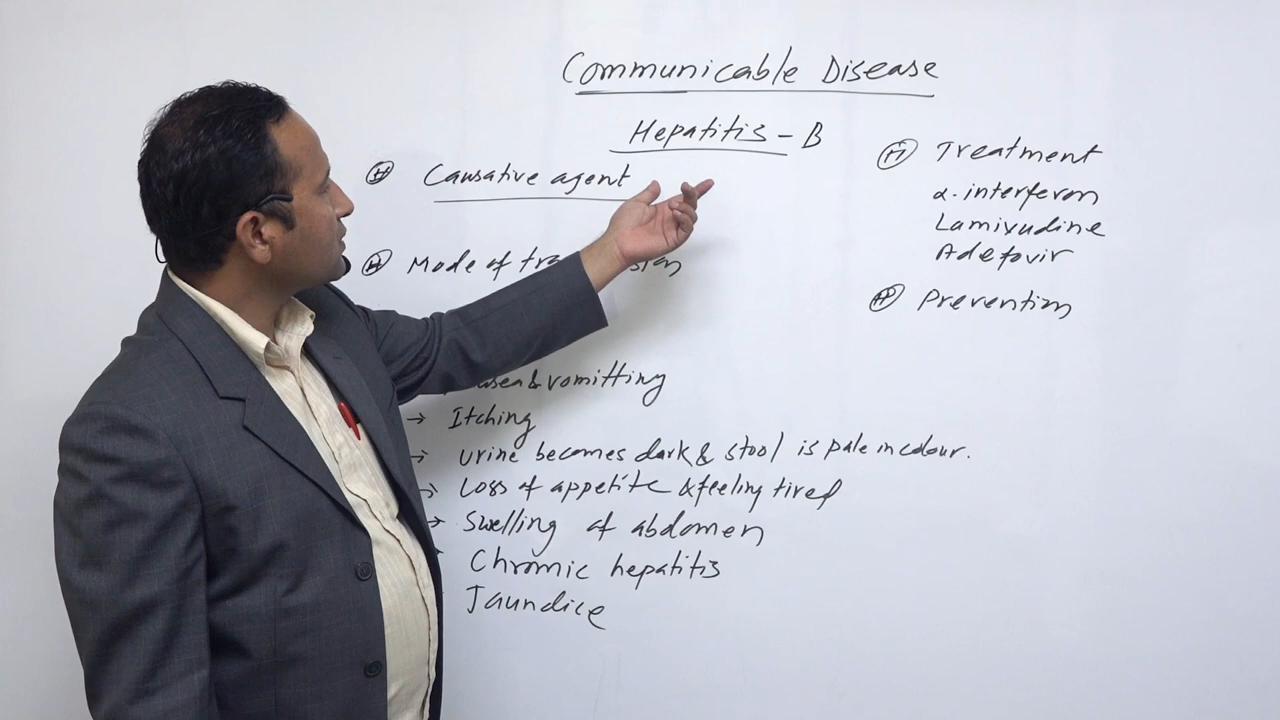 Communicable Disease
Hepatitis - B
Causative agent
Mode of
&vomitting
→ Itching
→ urine becomes dark & stool is pale in colour.
→ Loss of appetite & feeling tired
→ Swelling of abdomen
Chronic hepatitis
Jaundice
Treatment
α-interferon
Lamivudine
Adefovir
Prevention